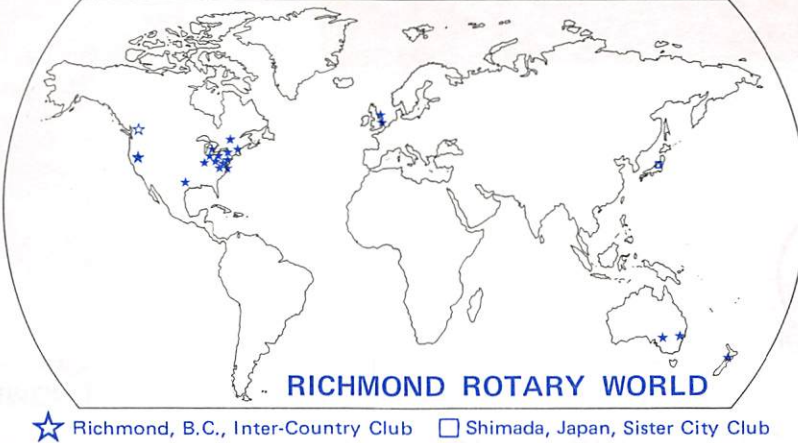 RICHMOND ROTARY WORLD
Richmond, B.C., Inter-Country Club Shimada, Japan, Sister City Club